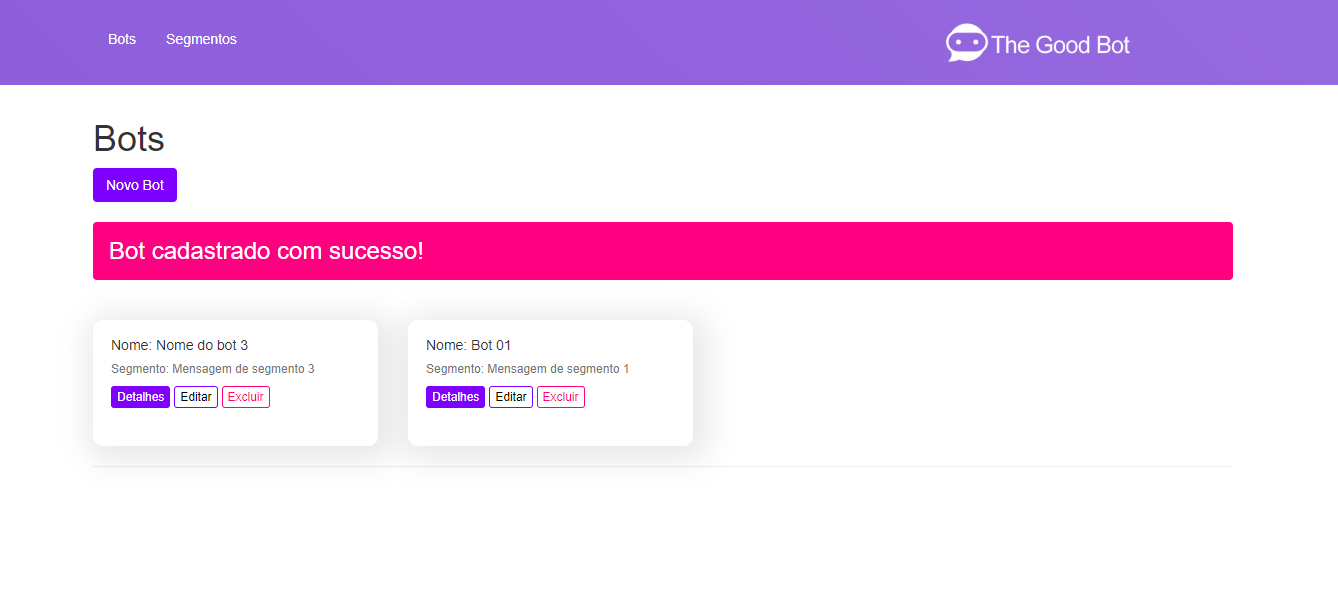 Bots Segmentos The Good Bot
Bots
Novo Bot
Bot cadastrado com sucesso!
Nome: Nome do bot 3
Segmento: Mensagem de segmento 3
Detalhes Editar Excluir
Nome: Bot 01
Segmento: Mensagem de segmento 1
Detalhes Editar Excluir